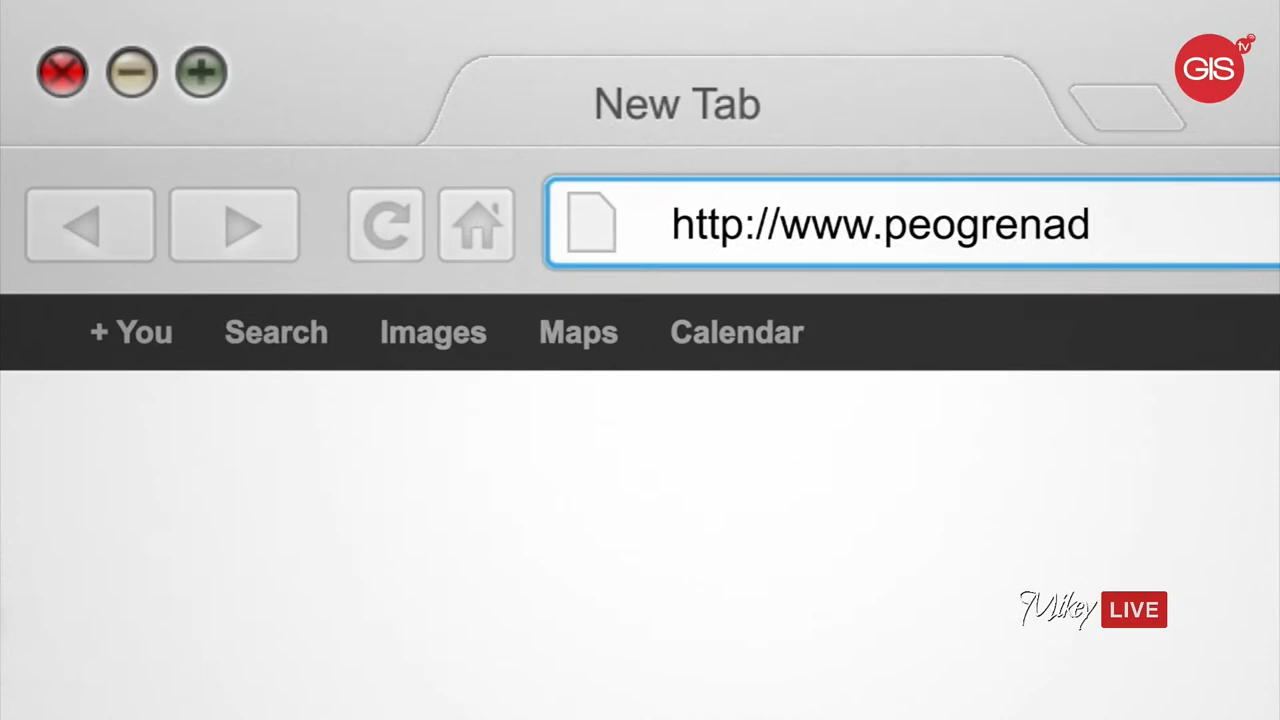 GIS tv
New Tab
http://www.peogrenad
+ You Search Images Maps Calendar
Mikey LIVE